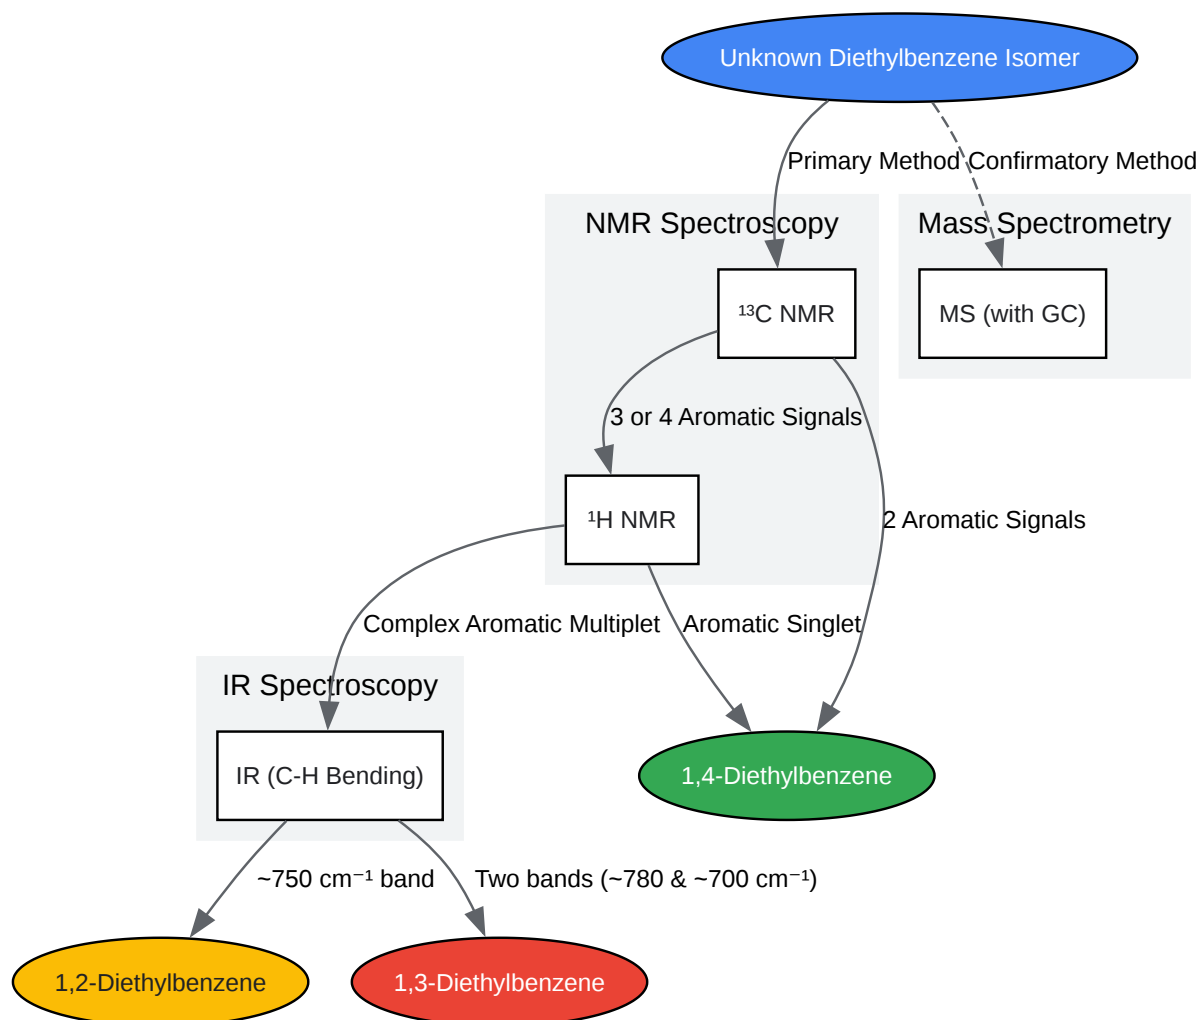 Unknown Diethylbenzene Isomer
Primary Method
Confirmatory Method
NMR Spectroscopy
Mass Spectrometry
¹³C NMR
MS (with GC)
3 or 4 Aromatic Signals
¹H NMR
2 Aromatic Signals
Complex Aromatic Multiplet
Aromatic Singlet
IR Spectroscopy
IR (C-H Bending)
1,4-Diethylbenzene
~750 cm⁻¹ band
Two bands (~780 & ~700 cm⁻¹)
1,2-Diethylbenzene
1,3-Diethylbenzene